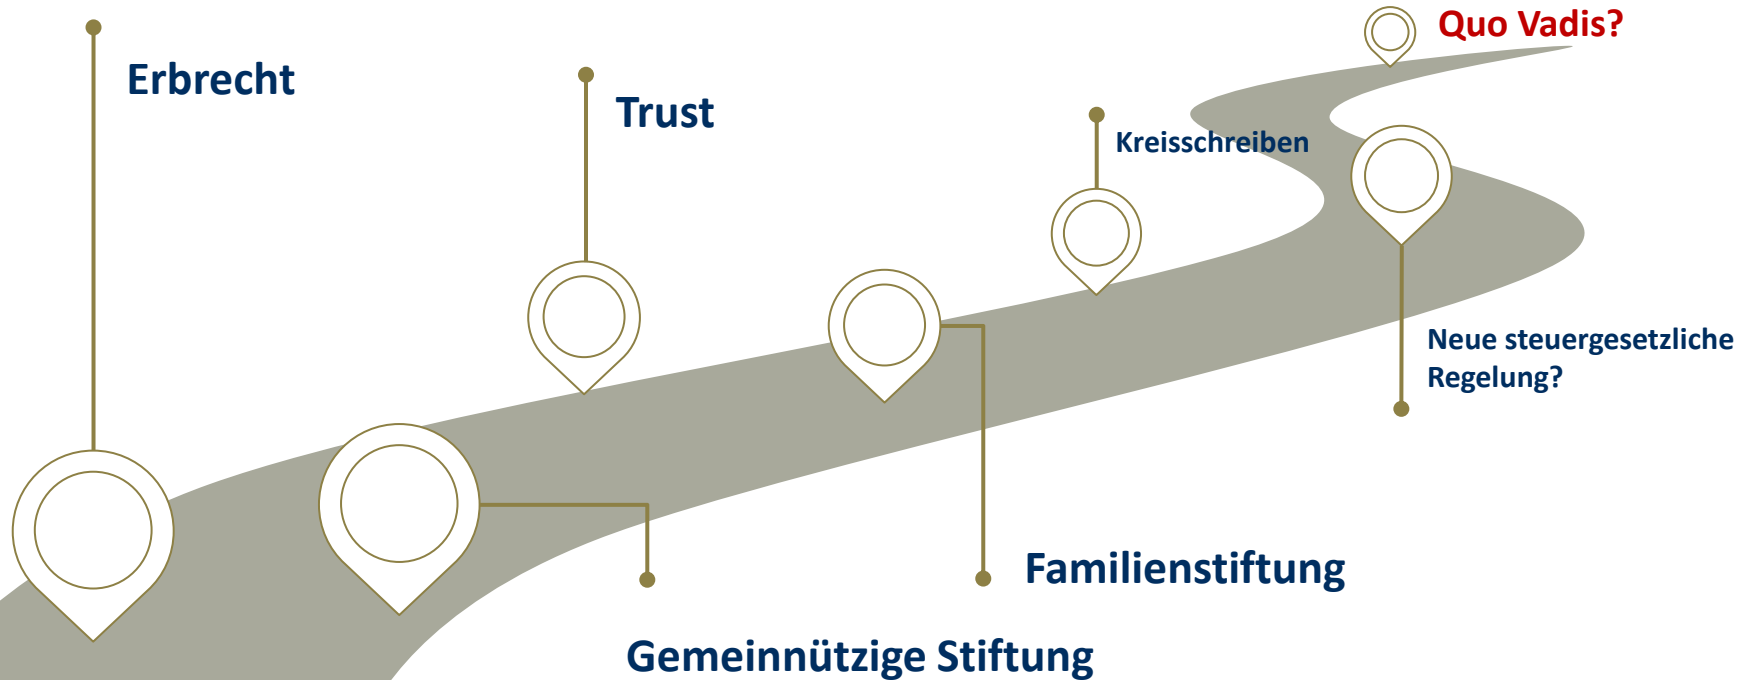 Quo Vadis?
Erbrecht
Trust
Kreisschreiben
Neue steuergesetzliche
Regelung?
Familienstiftung
Gemeinnützige Stiftung